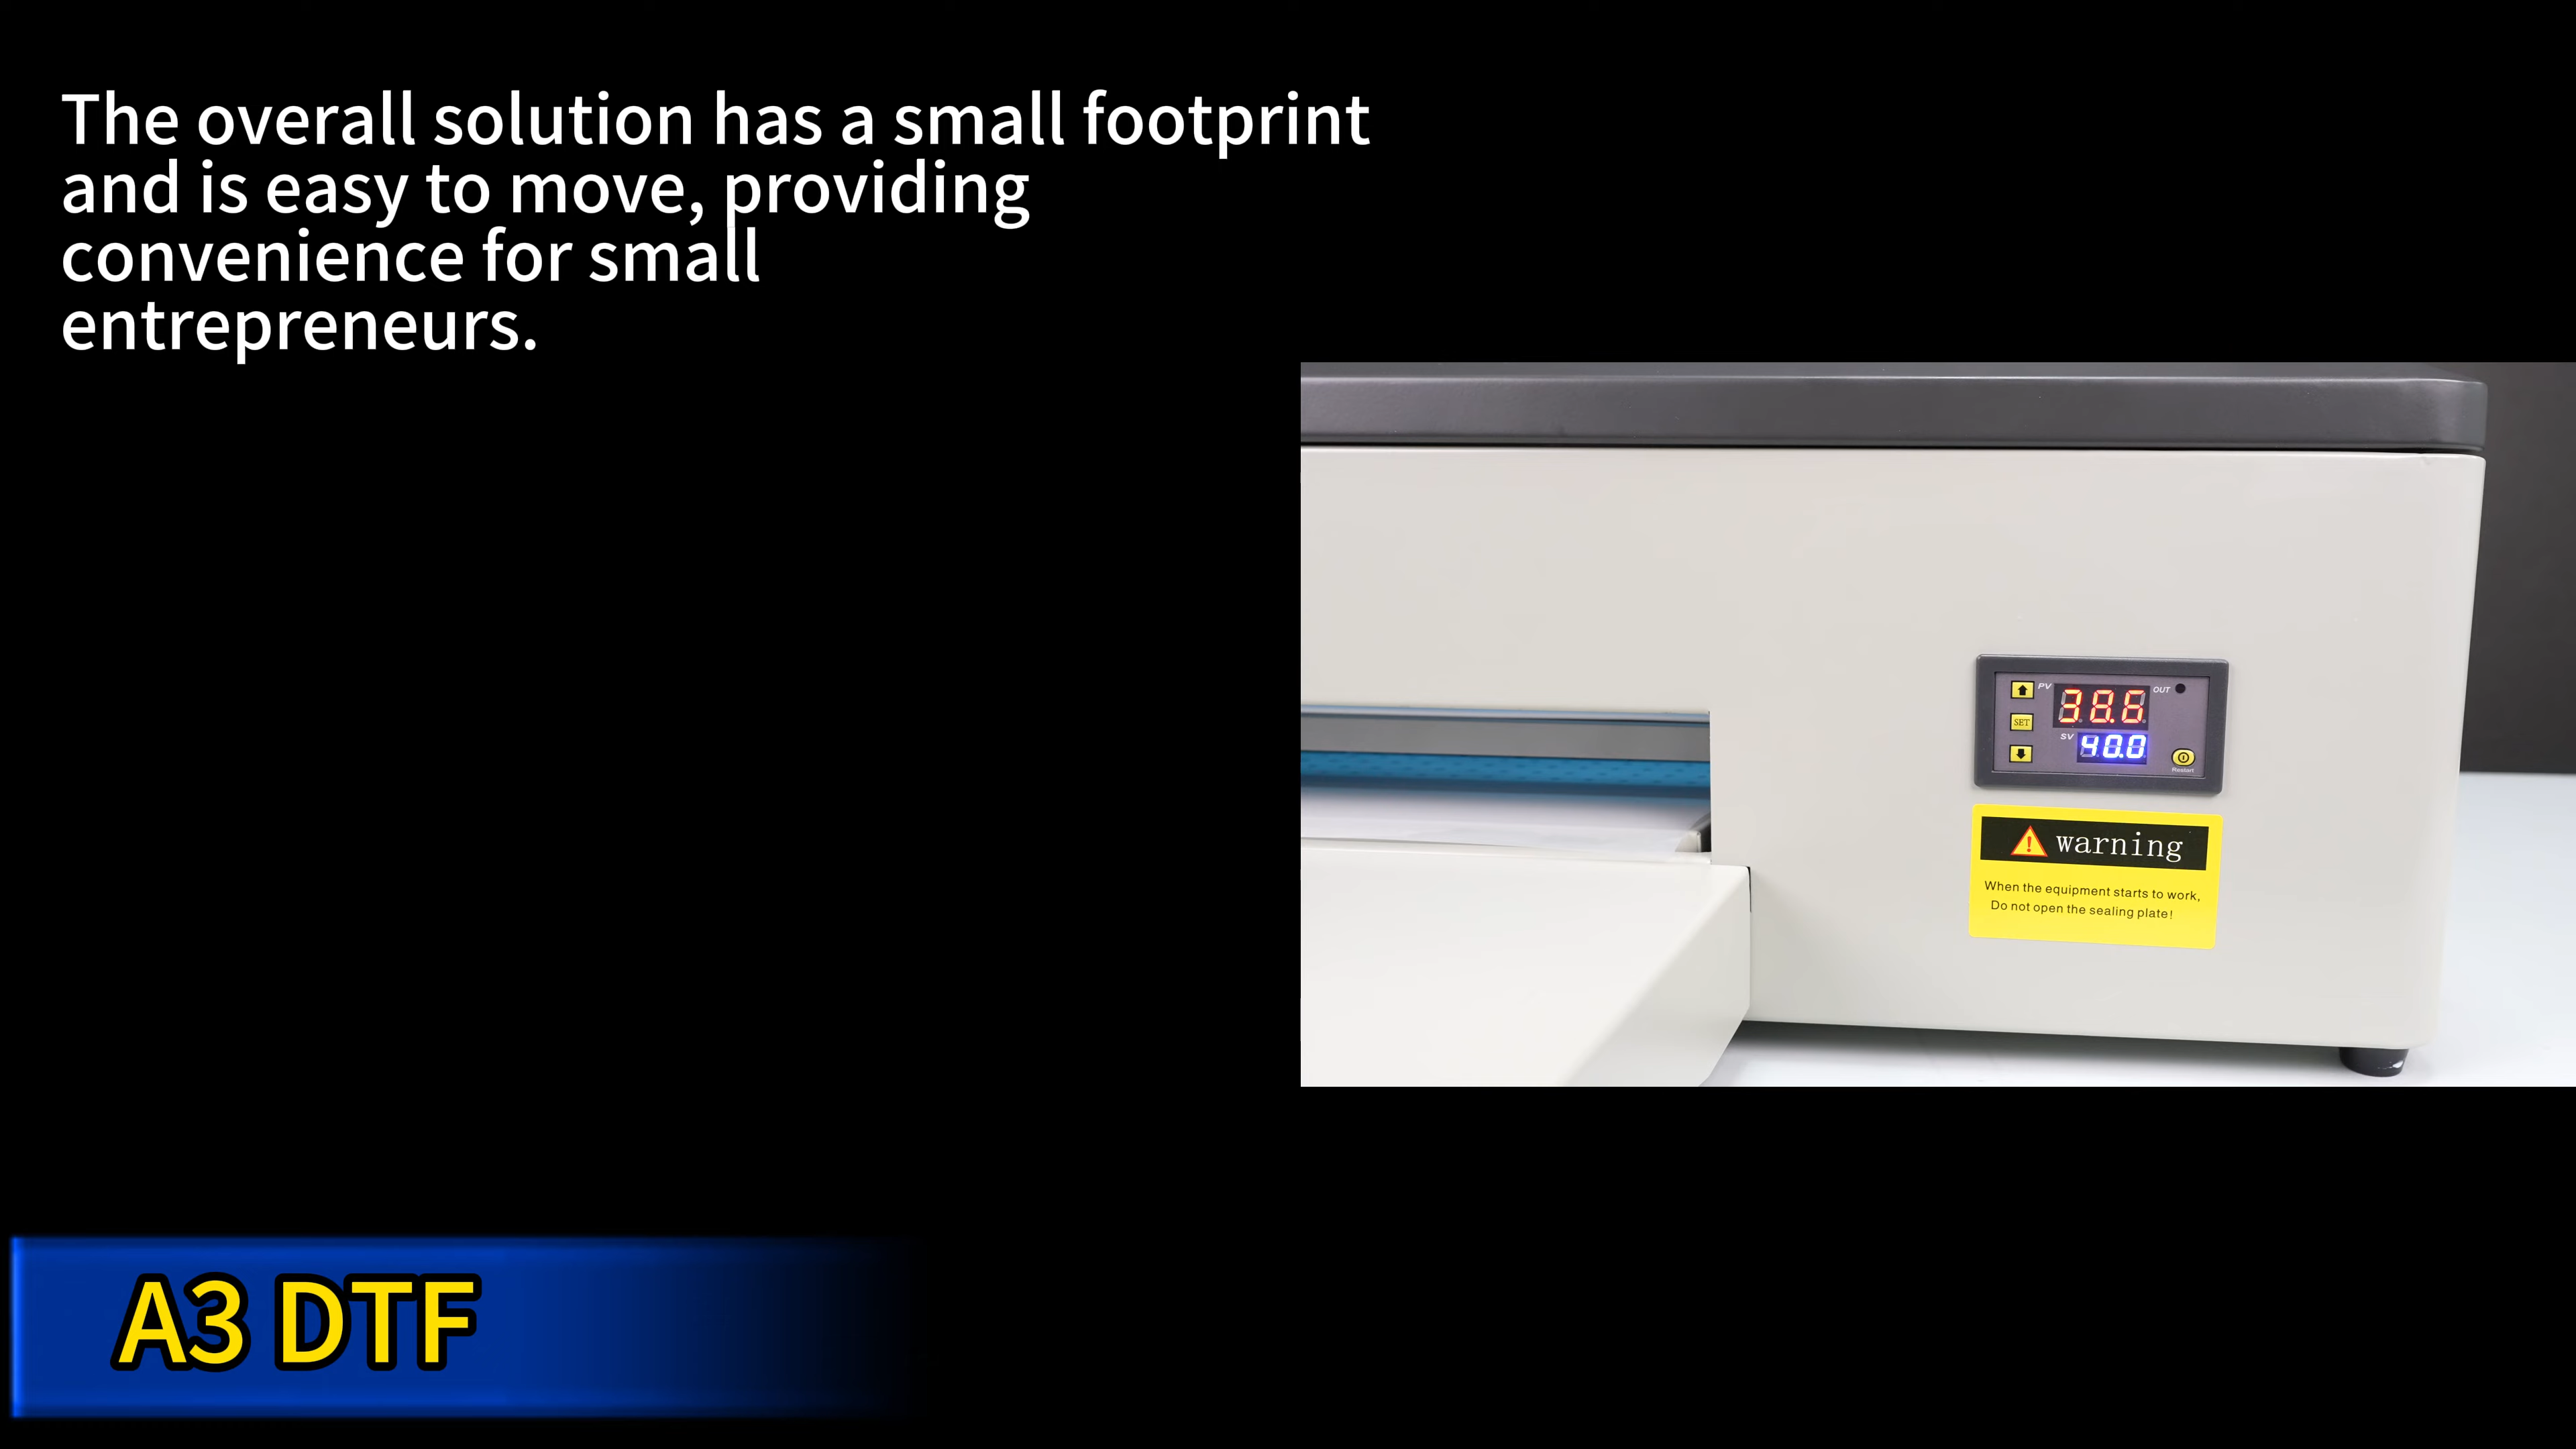 The overall solution has a small footprint
and is easy to move, providing
convenience for small
entrepreneurs.
PV
38.6
OUT
SET
SV
40.0
Restart
warning
When the equipment starts to work,
Do not open the sealing plate!
A3 DTF